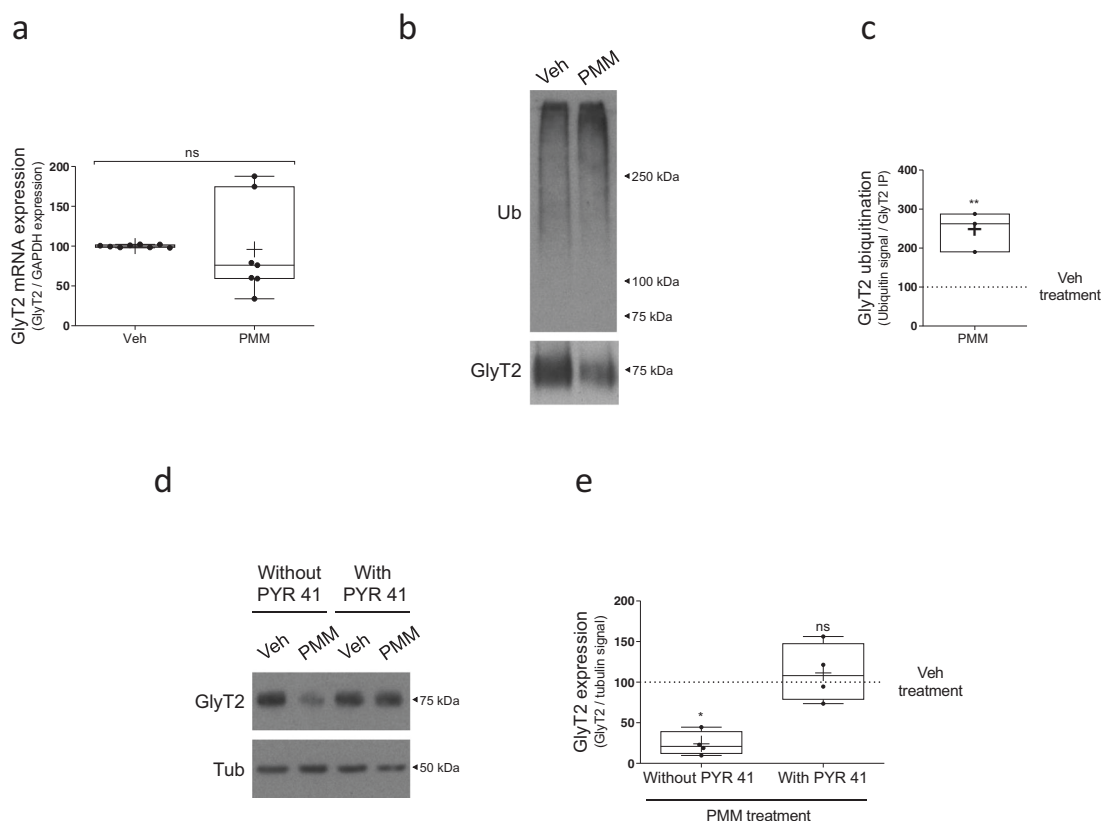 a
GlyT2 mRNA expression
(GlyT2 / GAPDH expression)
200
150
100
50
0
ns
Veh
PMM
b
Veh
PMM
Ub
250 kDa
100 kDa
75 kDa
GlyT2
75 kDa
c
GlyT2 ubiquitination
(Ubiquitin signal / GlyT2 IP)
400
300
200
100
0
**
PMM
Veh
treatment
d
Without
PYR 41
With
PYR 41
Veh
PMM
Veh
PMM
GlyT2
75 kDa
Tub
50 kDa
e
GlyT2 expression
(GlyT2 / tubulin signal)
200
150
100
50
0
*
ns
Veh
treatment
Without PYR 41
With PYR 41
PMM treatment